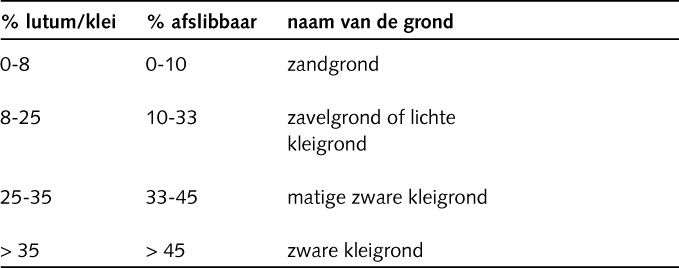 % lutum/klei % afslibbaar naam van de grond
0-8 0-10 zandgrond
8-25 10-33 zavelgrond of lichte
kleigrond
25-35 33-45 matige zware kleigrond
> 35 > 45 zware kleigrond